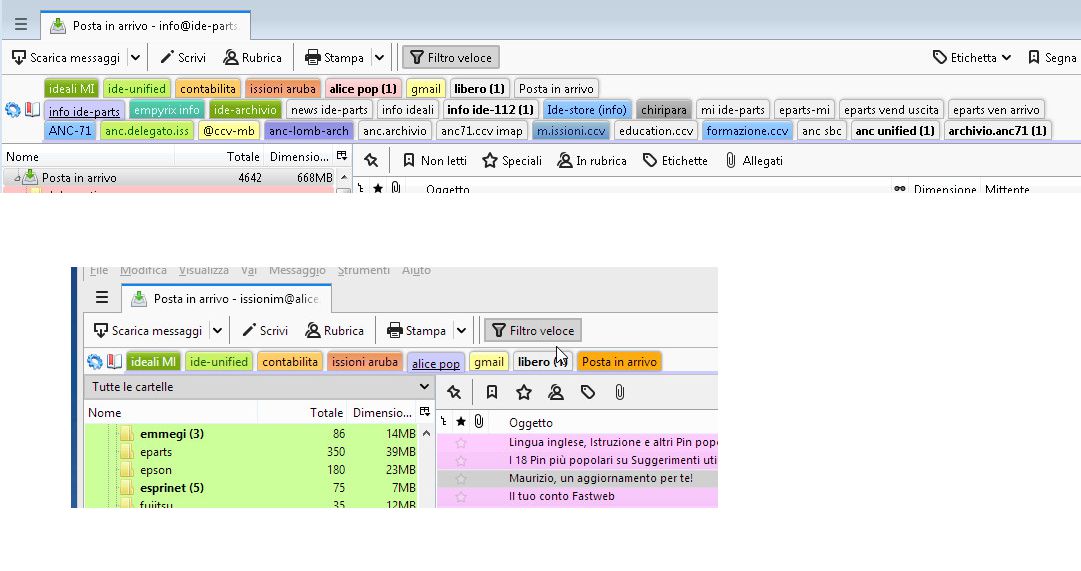 Posta in arrivo - info@ide-parts
Scarica messaggi Scrivi Rubrica Stampa Filtro veloce Etichetta Segna
ideali MI ide-unified contabilita issioni aruba alice pop (1) gmail libero (1) Posta in arrivo
info ide-parts empyrix info ide-archivio news ide-parts info ideali info ide-112 (1) Ide-store (info) chiripara mi ide-parts eparts-mi eparts vend uscita eparts ven arrivo
ANC-71 anc.delegato.iss @ccv-mb anc-lomb-arch anc.archivio anc71.ccv imap m.issioni.ccv education.ccv formazione.ccv anc sbc anc unified (1) archivio.anc71 (1)
Nome Totale Dimensio... Non letti Speciali In rubrica Etichette Allegati
Posta in arrivo 4642 668MB
Oggetto Dimensione Mittente
File Modifica Visualizza Vai Messaggio Strumenti Aiuto
Posta in arrivo - issionim@alice
Scarica messaggi Scrivi Rubrica Stampa Filtro veloce
ideali MI ide-unified contabilita issioni aruba alice pop gmail libero Posta in arrivo
Tutte le cartelle
Nome Totale Dimensio...
Oggetto
emmegi (3) 86 14MB
Lingua inglese, Istruzione e altri Pin pop
eparts 350 39MB
I 18 Pin più popolari su Suggerimenti uti
epson 180 23MB
Maurizio, un aggiornamento per te!
esprinet (5) 75 7MB
Il tuo conto Fastweb
fujitsu 35 12MB